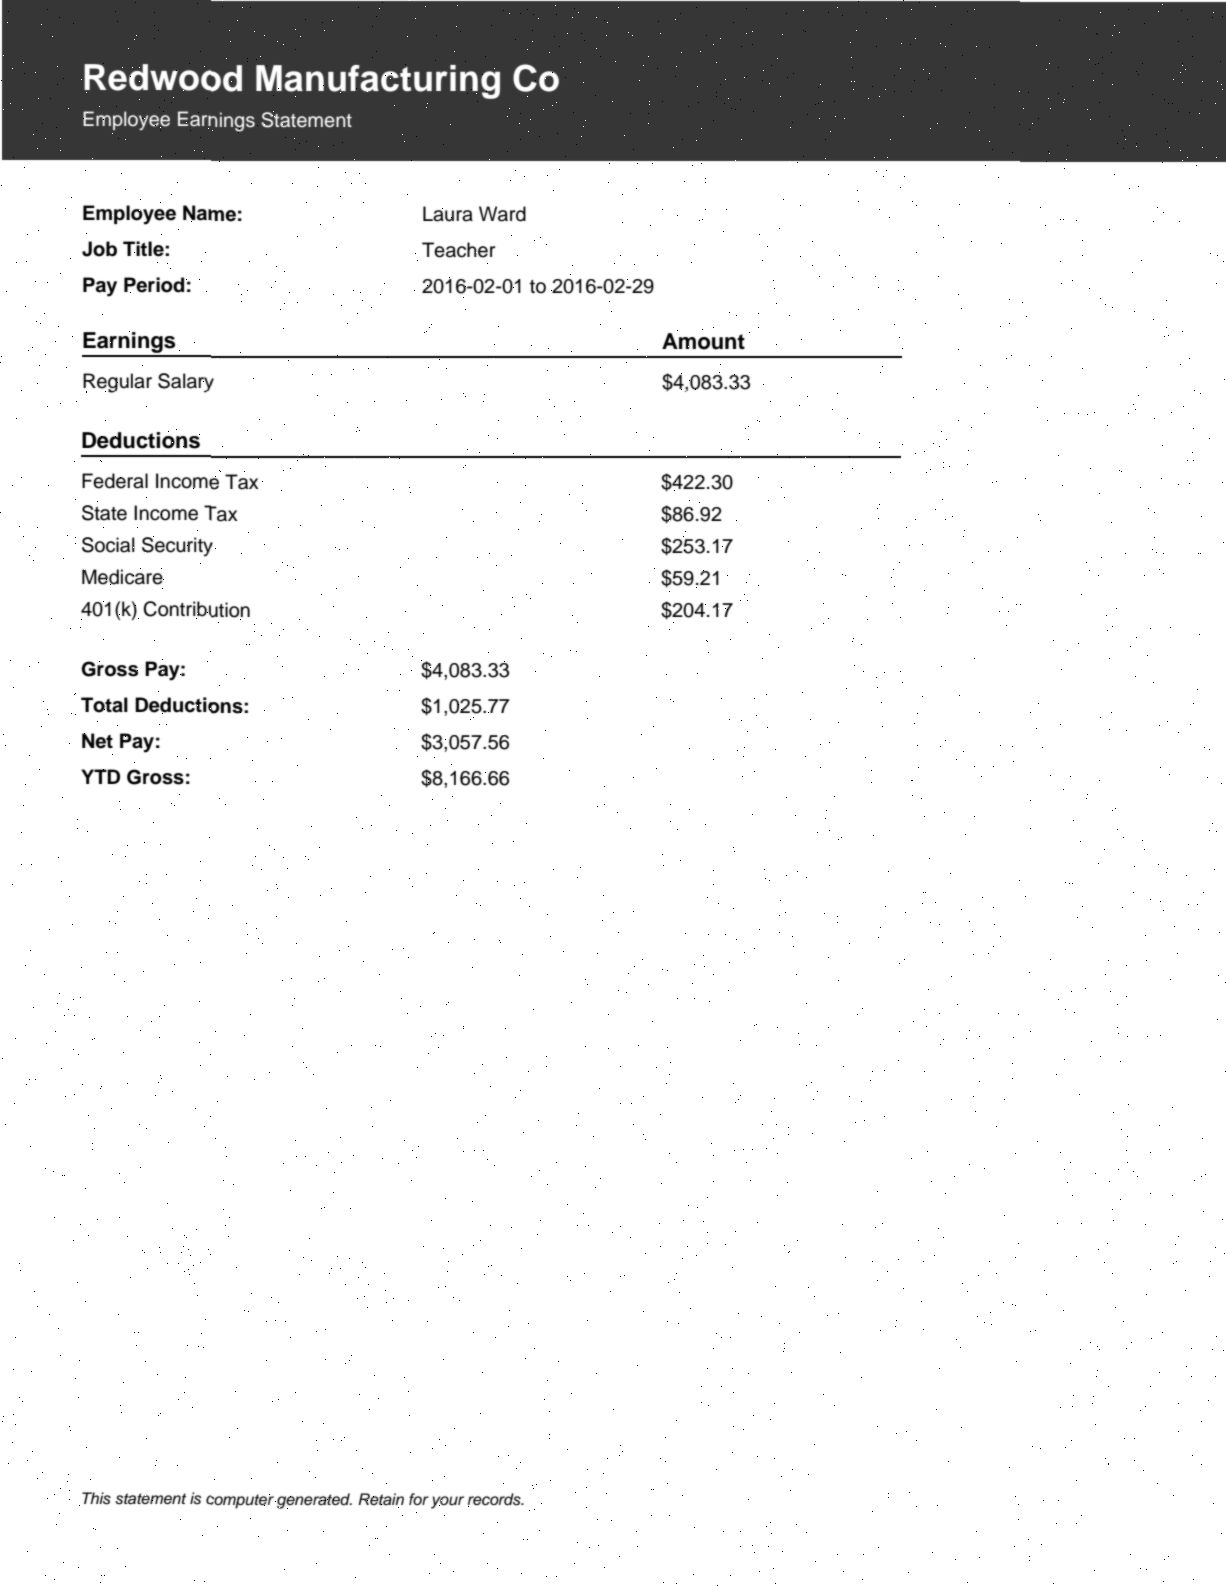 Redwood Manufacturing Co
Employee Earnings Statement
Employee Name: Laura Ward
Job Title: Teacher
Pay Period: 2016-02-01 to 2016-02-29
Earnings Amount
Regular Salary $4,083.33
Deductions
Federal Income Tax $422.30
State Income Tax $86.92
Social Security $253.17
Medicare $59.21
401(k) Contribution $204.17
Gross Pay: $4,083.33
Total Deductions: $1,025.77
Net Pay: $3,057.56
YTD Gross: $8,166.66
This statement is computer generated. Retain for your records.